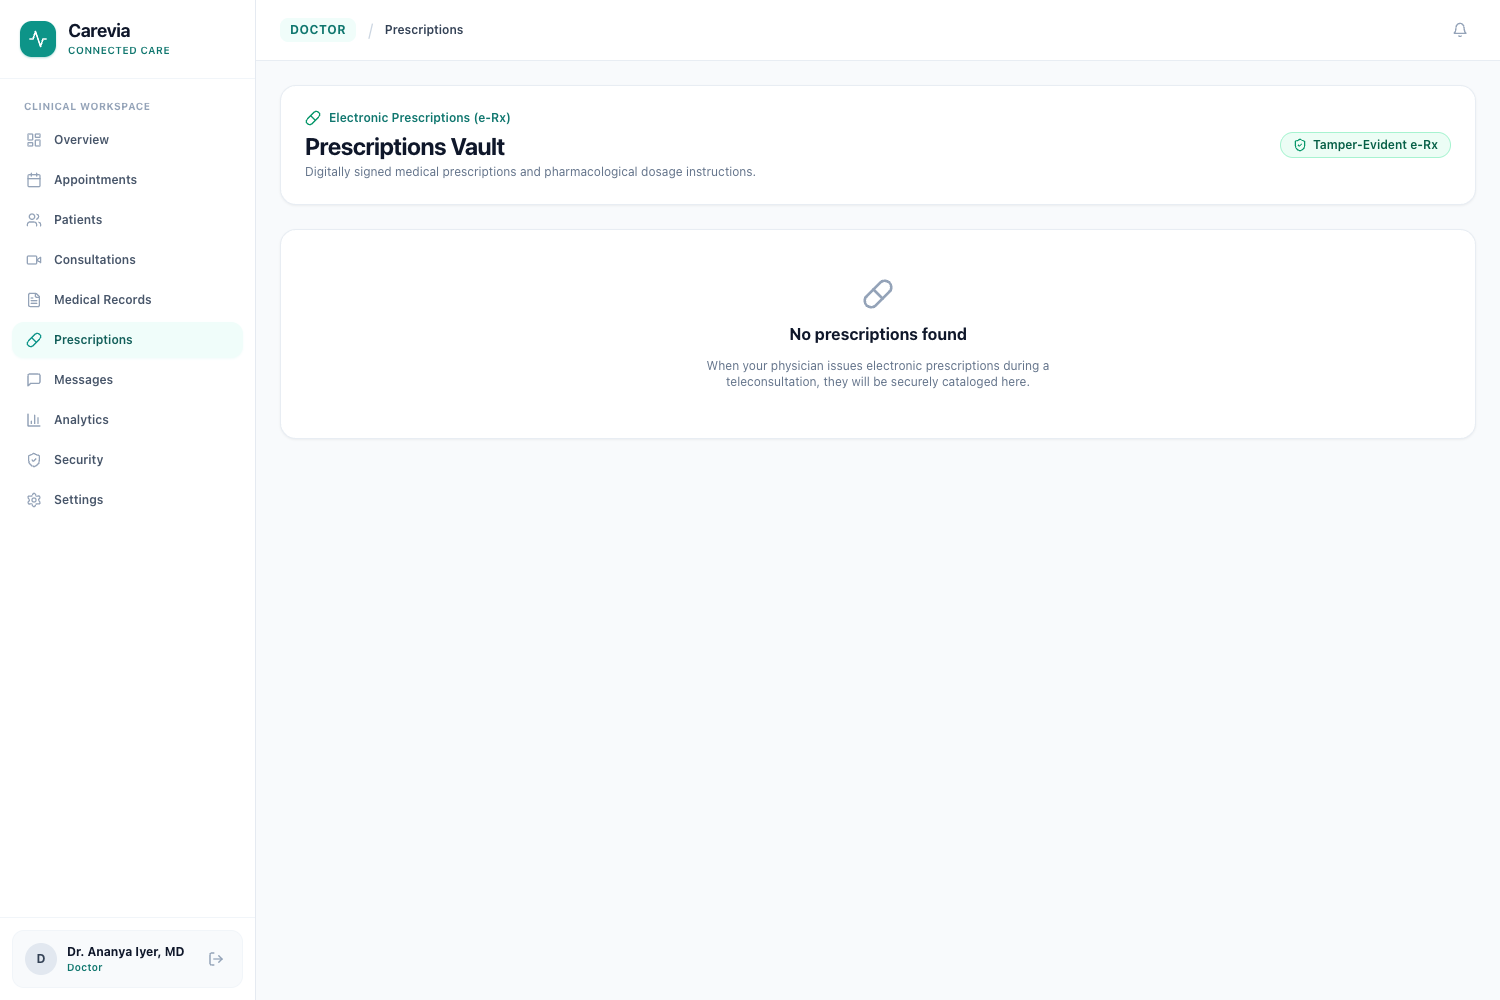 Carevia
CONNECTED CARE
CLINICAL WORKSPACE
Overview
Appointments
Patients
Consultations
Medical Records
Prescriptions
Messages
Analytics
Security
Settings
D
Dr. Ananya Iyer, MD
Doctor
DOCTOR / Prescriptions
Electronic Prescriptions (e-Rx)
Prescriptions Vault
Digitally signed medical prescriptions and pharmacological dosage instructions.
Tamper-Evident e-Rx
No prescriptions found
When your physician issues electronic prescriptions during a
teleconsultation, they will be securely cataloged here.